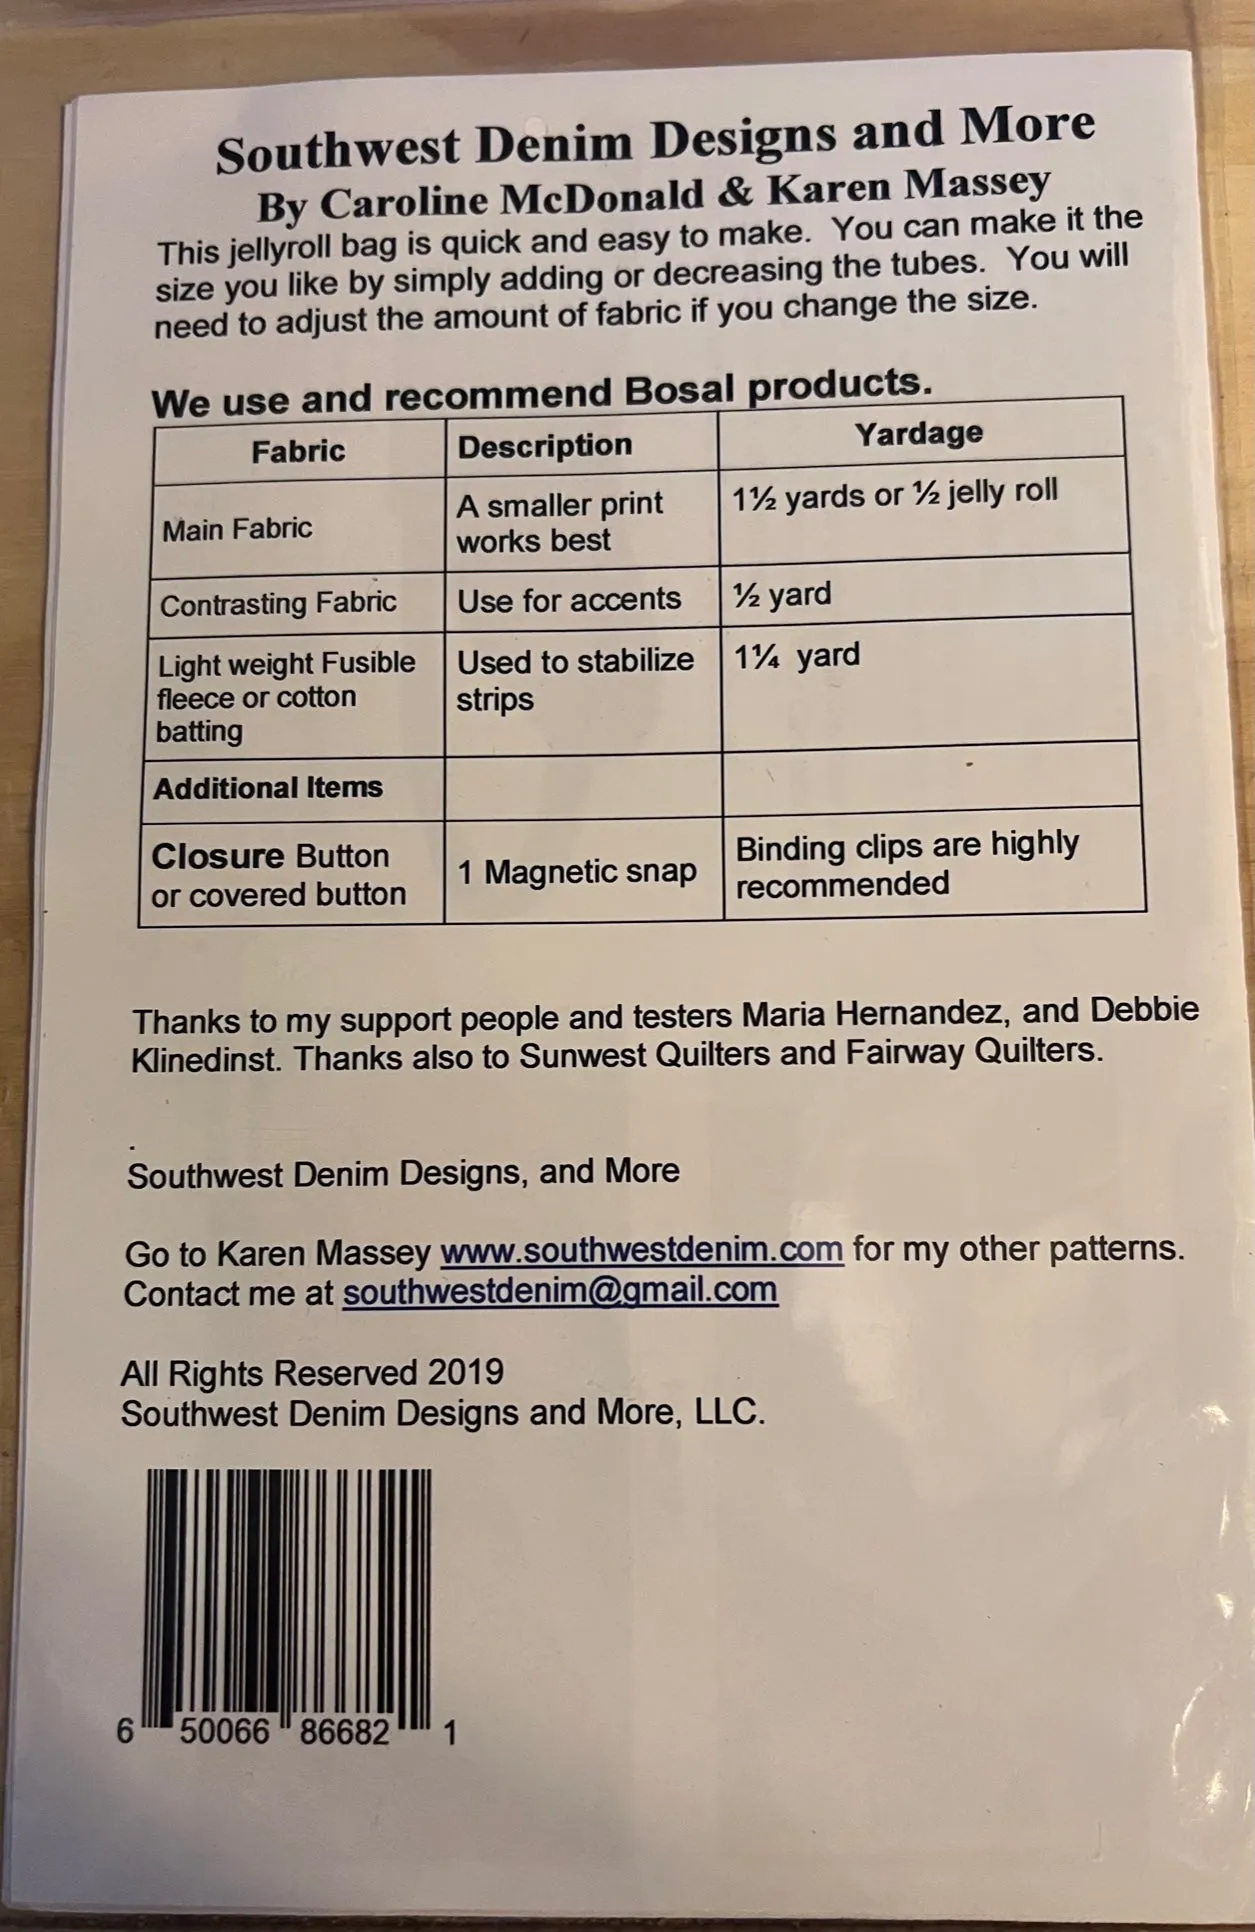 Southwest Denim Designs and More
By Caroline McDonald & Karen Massey
This jellyroll bag is quick and easy to make.  You can make it the
size you like by simply adding or decreasing the tubes.  You will
need to adjust the amount of fabric if you change the size.
We use and recommend Bosal products.
Fabric Description Yardage
Main Fabric
A smaller print
works best
1½ yards or ½ jelly roll
Contrasting Fabric Use for accents ½ yard
Light weight Fusible
fleece or cotton
batting
Used to stabilize
strips
1¼ yard
Additional Items
Closure Button
or covered button
1 Magnetic snap
Binding clips are highly
recommended
Thanks to my support people and testers Maria Hernandez, and Debbie
Klinedinst. Thanks also to Sunwest Quilters and Fairway Quilters.
.
Southwest Denim Designs, and More
Go to Karen Massey www.southwestdenim.com for my other patterns.
Contact me at southwestdenim@gmail.com
All Rights Reserved 2019
Southwest Denim Designs and More, LLC.
6 50066 86682 1